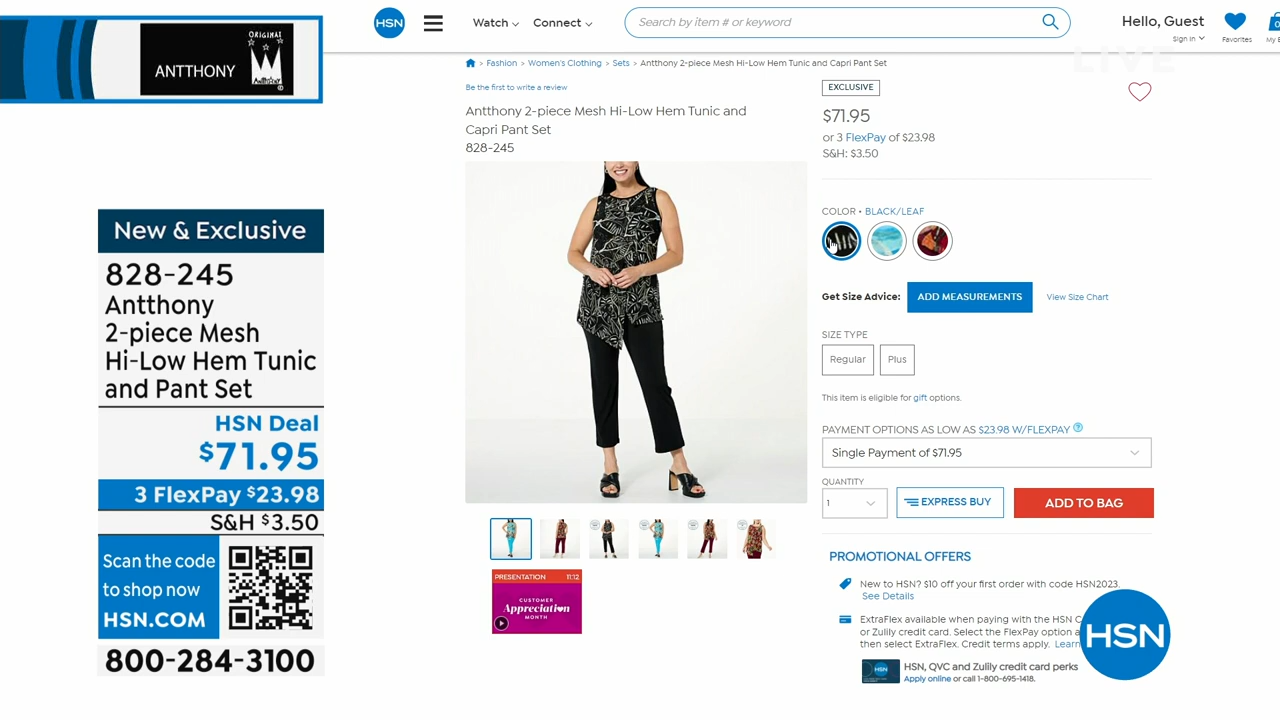 ANTTHONY
ORIGINAL
New & Exclusive
828-245
Antthony
2-piece Mesh
Hi-Low Hem Tunic
and Pant Set
HSN Deal
$71.95
3 FlexPay $23.98
S&H $3.50
Scan the code
to shop now
HSN.COM
800-284-3100
HSN
Watch
Connect
Search by item # or keyword
Hello, Guest
Sign In
Favorites
LIVE
> Fashion > Women's Clothing > Sets > Antthony 2-piece Mesh Hi-Low Hem Tunic and Capri Pant Set
Be the first to write a review
Antthony 2-piece Mesh Hi-Low Hem Tunic and
Capri Pant Set
828-245
EXCLUSIVE
$71.95
or 3 FlexPay of $23.98
S&H: $3.50
COLOR • BLACK/LEAF
Get Size Advice: ADD MEASUREMENTS View Size Chart
SIZE TYPE
Regular Plus
This item is eligible for gift options.
PAYMENT OPTIONS AS LOW AS $23.98 W/FLEXPAY ?
Single Payment of $71.95
QUANTITY
1
EXPRESS BUY
ADD TO BAG
PRESENTATION 11:12
CUSTOMER
Appreciation
MONTH
PROMOTIONAL OFFERS
New to HSN? $10 off your first order with code HSN2023.
See Details
ExtraFlex available when paying with the HSN C
or Zulily credit card. Select the FlexPay option a
then select ExtraFlex. Credit terms apply. Learn
HSN, QVC and Zulily credit card perks
Apply online or call 1-800-695-1418.
HSN